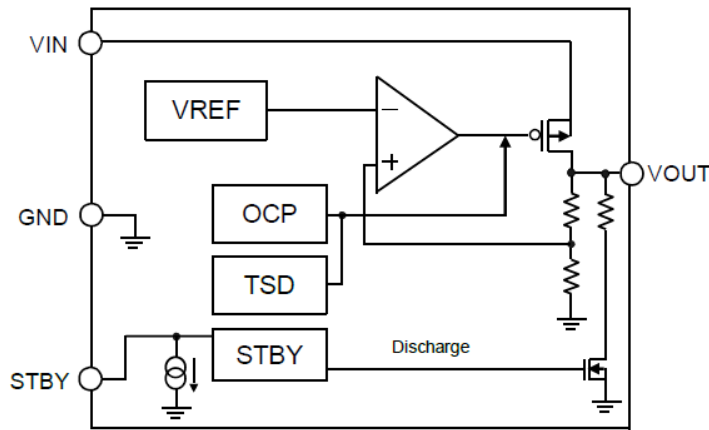 VIN
VREF
−
+
VOUT
OCP
GND
TSD
STBY
Discharge
STBY